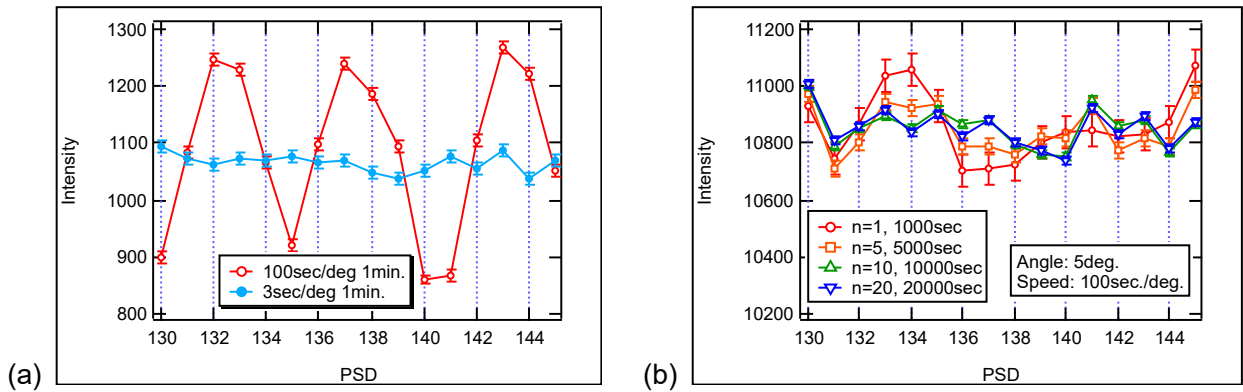 1300
1200
1100
1000
900
800
Intensity
100sec/deg 1min.
3sec/deg 1min.
130 132 134 136 138 140 142 144
PSD
(a)
11200
11000
10800
10600
10400
10200
Intensity
n=1, 1000sec
n=5, 5000sec
n=10, 10000sec
n=20, 20000sec
Angle: 5deg.
Speed: 100sec./deg.
130 132 134 136 138 140 142 144
PSD
(b)